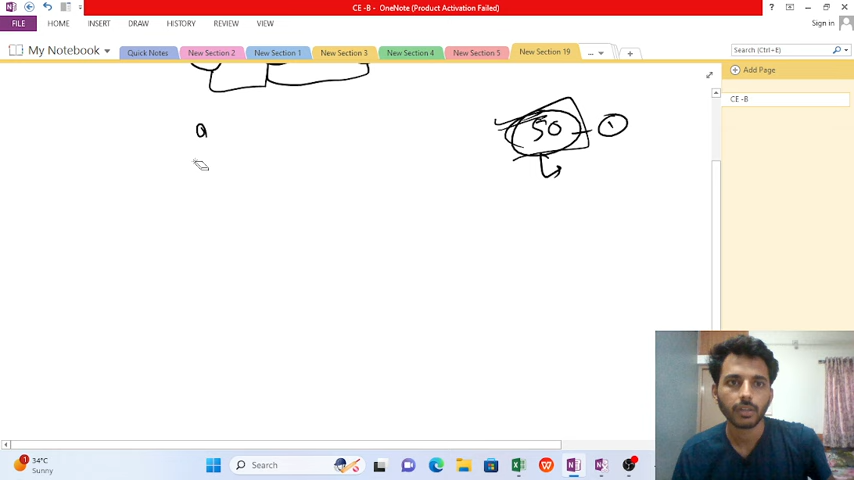 CE -B - OneNote (Product Activation Failed)
FILE HOME INSERT DRAW HISTORY REVIEW VIEW Sign in
My Notebook Quick Notes New Section 2 New Section 1 New Section 3 New Section 4 New Section 5 New Section 19 ... Search (Ctrl+E)
Add Page
CE -B
a
50 - 1
1 34°C
Sunny
Search